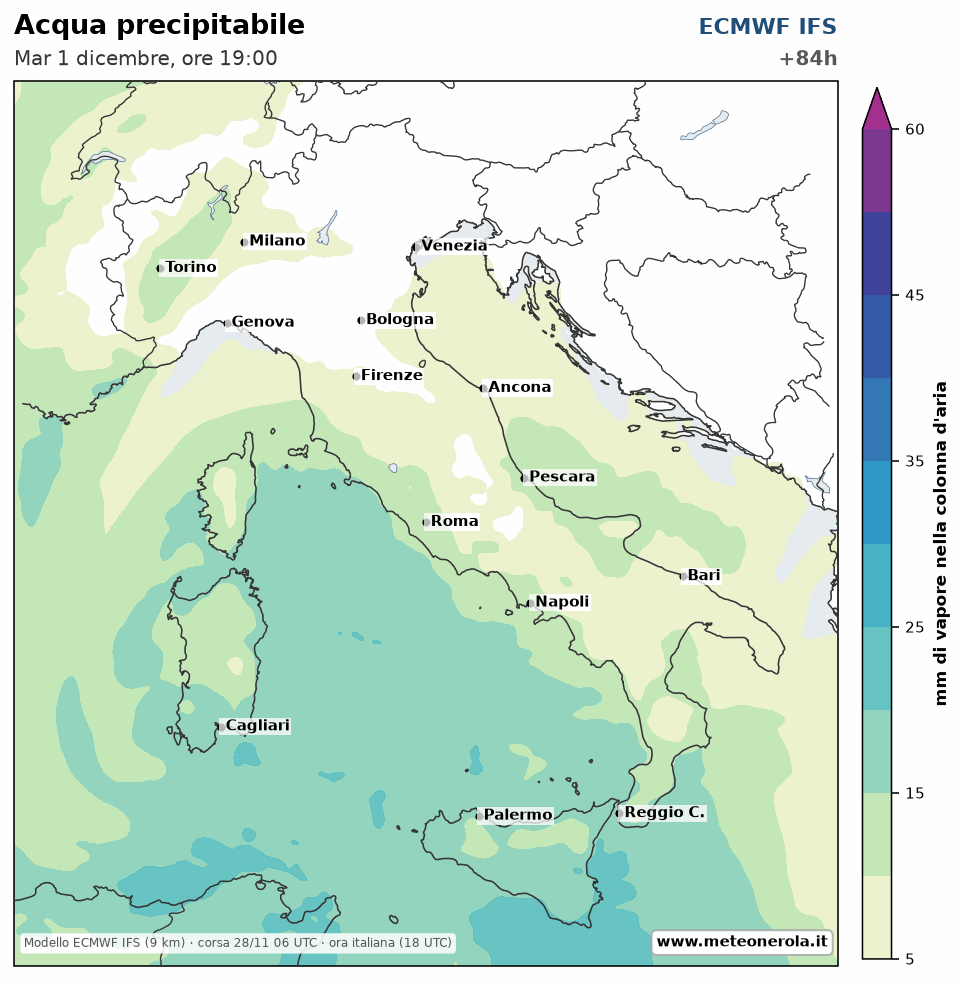 Acqua precipitabile
ECMWF IFS
Mar 1 dicembre, ore 19:00
+84h
60
45
35
25
15
5
mm di vapore nella colonna d'aria
Milano
Venezia
Torino
Genova
Bologna
Firenze
Ancona
Pescara
Roma
Bari
Napoli
Cagliari
Palermo
Reggio C.
Modello ECMWF IFS (9 km) · corsa 28/11 06 UTC · ora italiana (18 UTC)
www.meteonerola.it